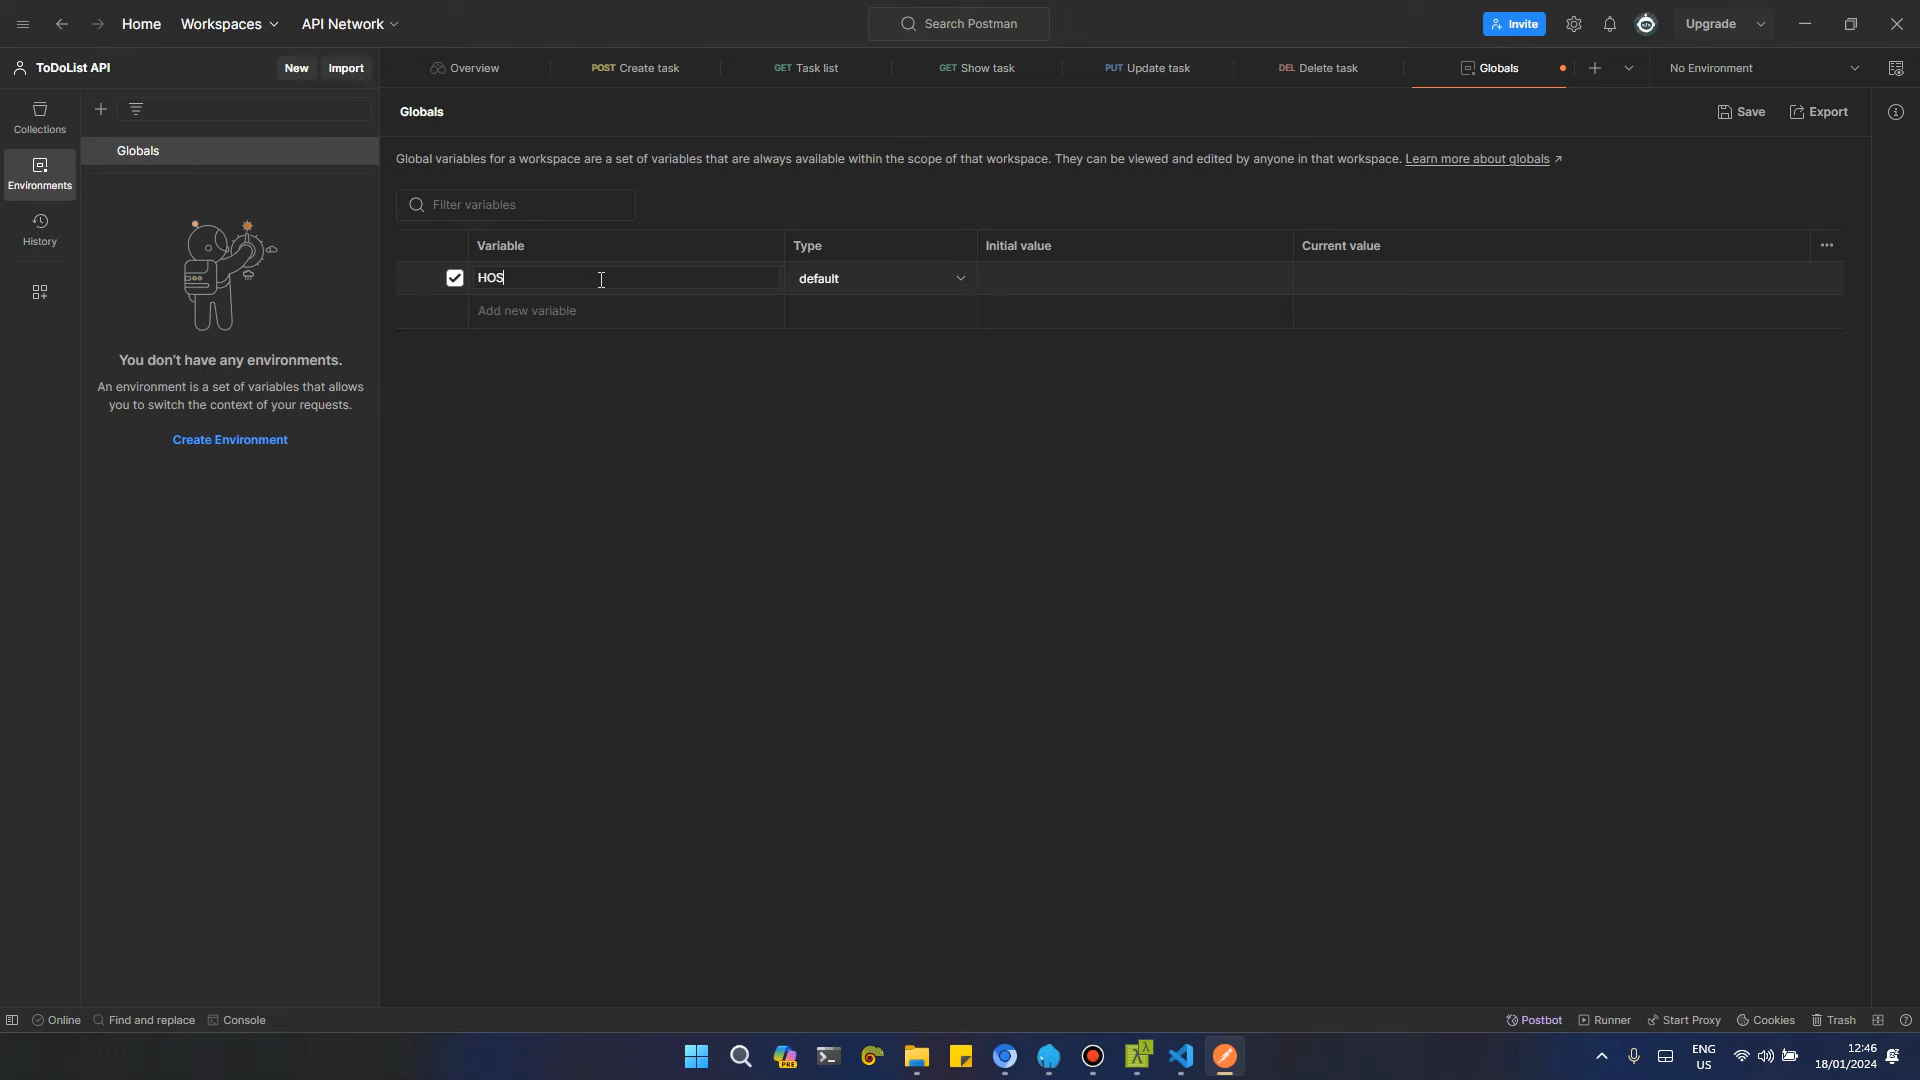 Home
Workspaces
API Network
Search Postman
Invite
Upgrade
ToDoList API
New
Import
Overview
POST Create task
GET Task list
GET Show task
PUT Update task
DEL Delete task
Globals
No Environment
Collections
Environments
History
Globals
You don't have any environments.
An environment is a set of variables that allows
you to switch the context of your requests.
Create Environment
Globals
Save
Export
Global variables for a workspace are a set of variables that are always available within the scope of that workspace. They can be viewed and edited by anyone in that workspace. Learn more about globals
Filter variables
Variable Type Initial value Current value
HOS default
Add new variable
Online
Find and replace
Console
Postbot
Runner
Start Proxy
Cookies
Trash
PRE
ENG
US
12:46
18/01/2024